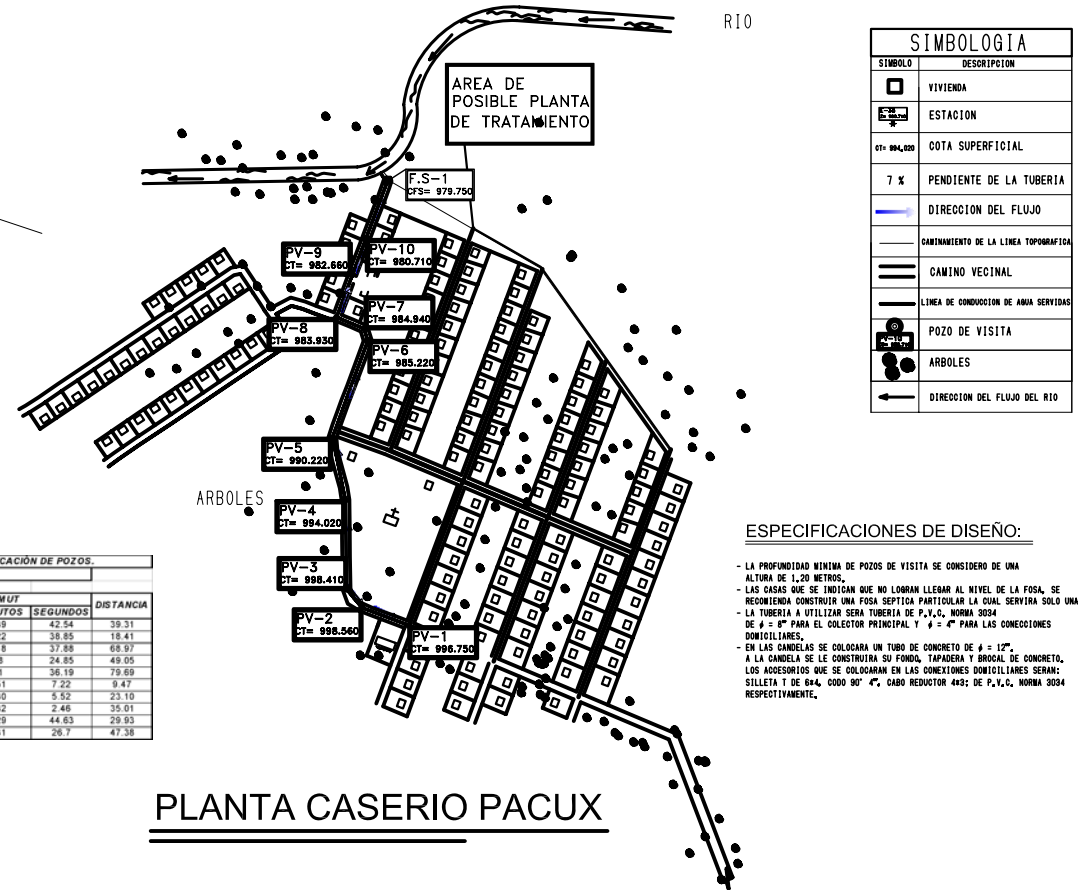 RIO
AREA DE
POSIBLE PLANTA
DE TRATAMIENTO
F.S-1
CFS= 979.750
PV-9
CT= 982.660
PV-10
CT= 980.710
PV-7
CT= 984.940
PV-8
CT= 983.930
PV-6
CT= 985.220
PV-5
CT= 990.220
ARBOLES
PV-4
CT= 994.020
PV-3
CT= 998.410
PV-2
CT= 998.560
PV-1
CT= 998.750
SIMBOLOGIA
SIMBOLO DESCRIPCION
VIVIENDA
ESTACION
CT= 994.020 COTA SUPERFICIAL
7 % PENDIENTE DE LA TUBERIA
DIRECCION DEL FLUJO
CAMINAMIENTO DE LA LINEA TOPOGRAFICA
CAMINO VECINAL
LINEA DE CONDUCCION DE AGUA SERVIDAS
POZO DE VISITA
ARBOLES
DIRECCION DEL FLUJO DEL RIO
ESPECIFICACIONES DE DISEÑO:
- LA PROFUNDIDAD MINIMA DE POZOS DE VISITA SE CONSIDERO DE UNA
ALTURA DE 1.20 METROS.
- LAS CASAS QUE SE INDICAN QUE NO LOGRAN LLEGAR AL NIVEL DE LA FOSA, SE
RECOMIENDA CONSTRUIR UNA FOSA SEPTICA PARTICULAR LA CUAL SERVIRA SOLO UNA
- LA TUBERIA A UTILIZAR SERA TUBERIA DE P.V.C. NORMA 3034
DE ø = 8" PARA EL COLECTOR PRINCIPAL Y ø = 4" PARA LAS CONECCIONES
DOMICILIARES.
- EN LAS CANDELAS SE COLOCARA UN TUBO DE CONCRETO DE ø = 12".
A LA CANDELA SE LE CONSTRUIRA SU FONDO, TAPADERA Y BROCAL DE CONCRETO.
LOS ACCESORIOS QUE SE COLOCARAN EN LAS CONEXIONES DOMICILIARES SERAN:
SILLETA T DE 6x4, CODO 90° 4", CABO REDUCTOR 4x3; DE P.V.C. NORMA 3034
RESPECTIVAMENTE.
CACIÓN DE POZOS.
MUT
UTOS SEGUNDOS DISTANCIA
42.54 39.31
38.85 18.41
37.88 68.97
24.85 49.05
36.19 79.69
7.22 9.47
5.52 23.10
2.46 35.01
44.63 29.93
26.7 47.38
PLANTA CASERIO PACUX